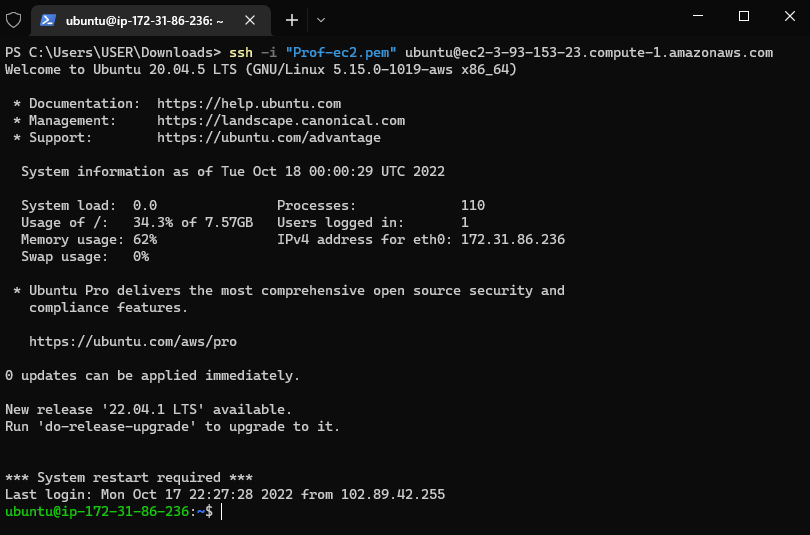 ubuntu@ip-172-31-86-236: ~
PS C:\Users\USER\Downloads> ssh -i "Prof-ec2.pem" ubuntu@ec2-3-93-153-23.compute-1.amazonaws.com
Welcome to Ubuntu 20.04.5 LTS (GNU/Linux 5.15.0-1019-aws x86_64)
* Documentation:  https://help.ubuntu.com
* Management:     https://landscape.canonical.com
* Support:        https://ubuntu.com/advantage
System information as of Tue Oct 18 00:00:29 UTC 2022
System load:  0.0               Processes:             110
Usage of /:   34.3% of 7.57GB   Users logged in:       1
Memory usage: 62%               IPv4 address for eth0: 172.31.86.236
Swap usage:   0%
* Ubuntu Pro delivers the most comprehensive open source security and
compliance features.
https://ubuntu.com/aws/pro
0 updates can be applied immediately.
New release '22.04.1 LTS' available.
Run 'do-release-upgrade' to upgrade to it.
*** System restart required ***
Last login: Mon Oct 17 22:27:28 2022 from 102.89.42.255
ubuntu@ip-172-31-86-236:~$